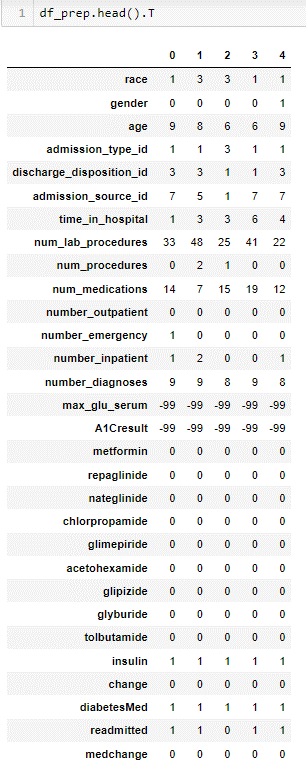 1 df_prep.head().T
0 1 2 3 4
race 1 3 3 1 1
gender 0 0 0 0 1
age 9 8 6 6 9
admission_type_id 1 1 3 1 1
discharge_disposition_id 3 3 1 1 3
admission_source_id 7 5 1 7 7
time_in_hospital 1 3 3 6 4
num_lab_procedures 33 48 25 41 22
num_procedures 0 2 1 0 0
num_medications 14 7 15 19 12
number_outpatient 0 0 0 0 0
number_emergency 1 0 0 0 0
number_inpatient 1 2 0 0 1
number_diagnoses 9 9 8 9 8
max_glu_serum -99 -99 -99 -99 -99
A1Cresult -99 -99 -99 -99 -99
metformin 0 0 0 0 0
repaglinide 0 0 0 0 0
nateglinide 0 0 0 0 0
chlorpropamide 0 0 0 0 0
glimepiride 0 0 0 0 0
acetohexamide 0 0 0 0 0
glipizide 0 0 0 0 0
glyburide 0 0 0 0 0
tolbutamide 0 0 0 0 0
insulin 1 1 1 1 1
change 0 0 0 0 0
diabetesMed 1 1 1 1 1
readmitted 1 1 0 1 1
medchange 0 0 0 0 0